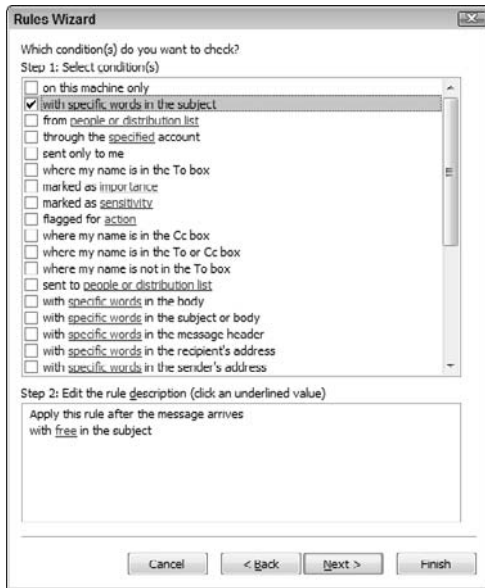 Rules Wizard
Which condition(s) do you want to check?
Step 1: Select condition(s)
on this machine only
with specific words in the subject
from people or distribution list
through the specified account
sent only to me
where my name is in the To box
marked as importance
marked as sensitivity
flagged for action
where my name is in the Cc box
where my name is in the To or Cc box
where my name is not in the To box
sent to people or distribution list
with specific words in the body
with specific words in the subject or body
with specific words in the message header
with specific words in the recipient's address
with specific words in the sender's address
Step 2: Edit the rule description (click an underlined value)
Apply this rule after the message arrives
with free in the subject
Cancel < Back Next > Finish